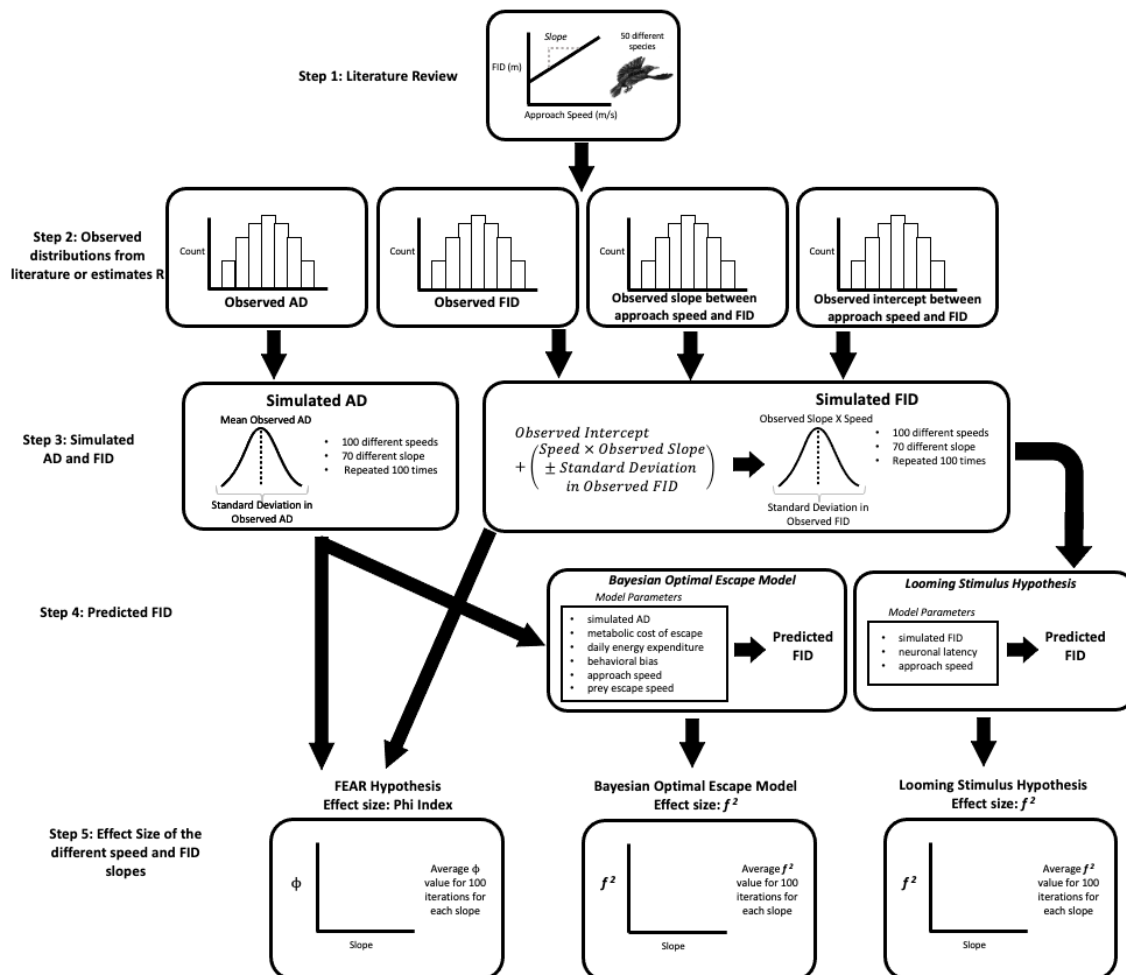 Step 1: Literature Review
Slope
50 different
species
FID (m)
Approach Speed (m/s)
Step 2: Observed
distributions from
literature or estimates R
Count
Observed AD
Count
Observed FID
Count
Observed slope between
approach speed and FID
Count
Observed intercept between
approach speed and FID
Step 3: Simulated
AD and FID
Simulated AD
Mean Observed AD
• 100 different speeds
• 70 different slope
• Repeated 100 times
Standard Deviation in
Observed AD
Simulated FID
Observed Intercept
+ (Speed × Observed Slope
± Standard Deviation
in Observed FID)
Observed Slope X Speed
• 100 different speeds
• 70 different slope
• Repeated 100 times
Standard Deviation in
Observed FID
Step 4: Predicted FID
Bayesian Optimal Escape Model
Model Parameters
• simulated AD
• metabolic cost of escape
• daily energy expenditure
• behavioral bias
• approach speed
• prey escape speed
Predicted
FID
Looming Stimulus Hypothesis
Model Parameters
• simulated FID
• neuronal latency
• approach speed
Predicted
FID
Step 5: Effect Size of the
different speed and FID
slopes
FEAR Hypothesis
Effect size: Phi Index
ϕ
Average ϕ
value for 100
iterations for
each slope
Slope
Bayesian Optimal Escape Model
Effect size: f²
f²
Average f²
value for 100
iterations for
each slope
Slope
Looming Stimulus Hypothesis
Effect size: f²
f²
Average f²
value for 100
iterations for
each slope
Slope